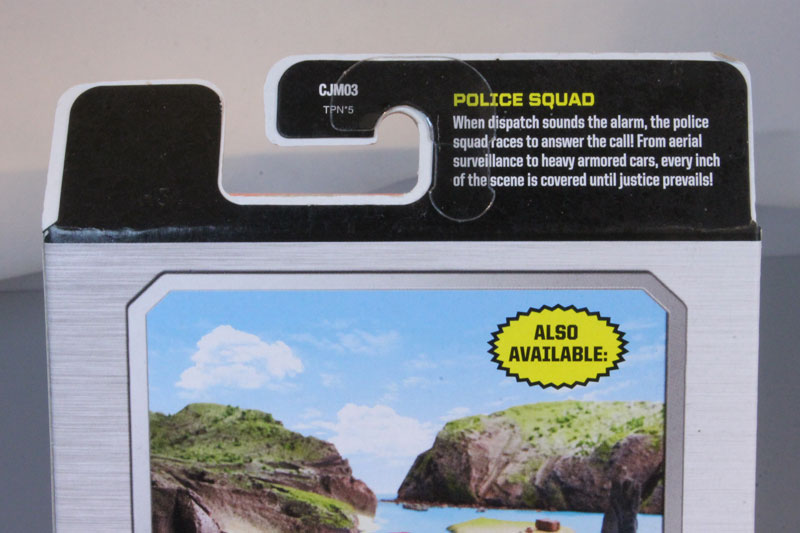 CJM03
TPN*5
POLICE SQUAD
When dispatch sounds the alarm, the police
squad races to answer the call! From aerial
surveillance to heavy armored cars, every inch
of the scene is covered until justice prevails!
ALSO
AVAILABLE: